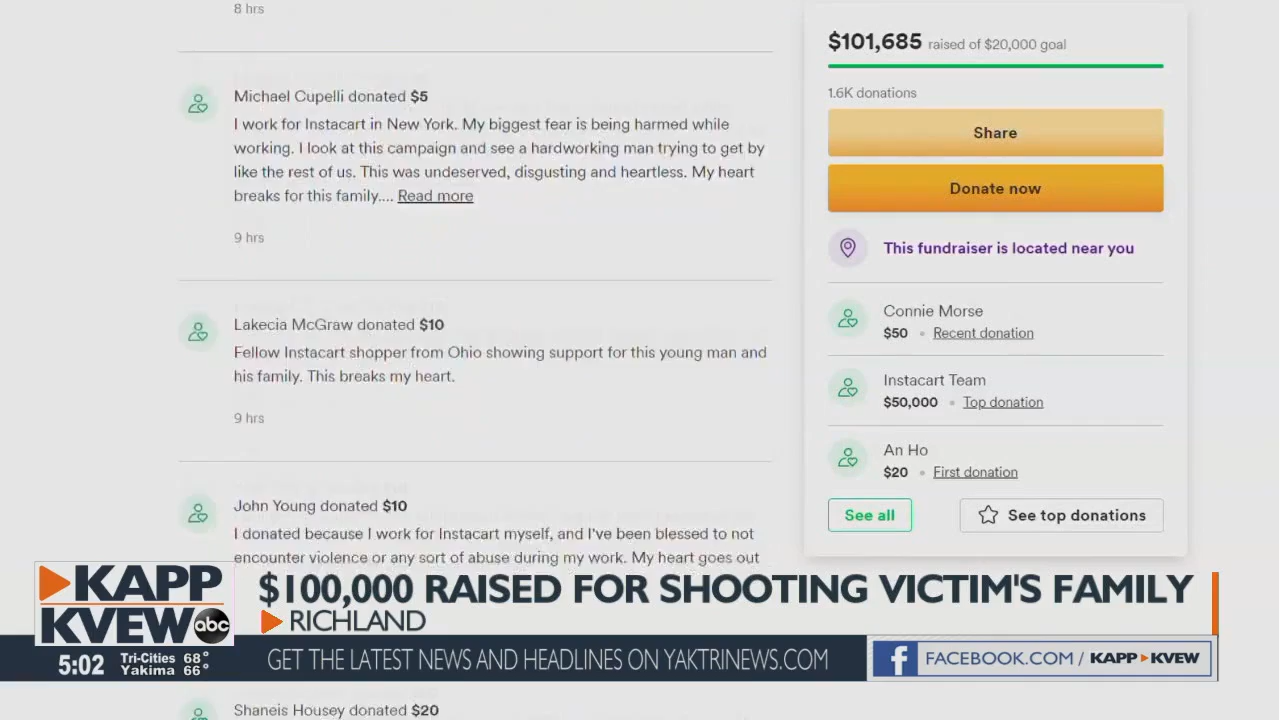 8 hrs
Michael Cupelli donated $5
I work for Instacart in New York. My biggest fear is being harmed while
working. I look at this campaign and see a hardworking man trying to get by
like the rest of us. This was undeserved, disgusting and heartless. My heart
breaks for this family.... Read more
9 hrs
Lakecia McGraw donated $10
Fellow Instacart shopper from Ohio showing support for this young man and
his family. This breaks my heart.
9 hrs
John Young donated $10
I donated because I work for Instacart myself, and I've been blessed to not
encounter violence or any sort of abuse during my work. My heart goes out
Shaneis Housey donated $20
$101,685 raised of $20,000 goal
1.6K donations
Share
Donate now
This fundraiser is located near you
Connie Morse
$50 • Recent donation
Instacart Team
$50,000 • Top donation
An Ho
$20 • First donation
See all
See top donations
KAPP
KVEW abc
$100,000 RAISED FOR SHOOTING VICTIM'S FAMILY
RICHLAND
5:02
Tri-Cities 68°
Yakima 66°
GET THE LATEST NEWS AND HEADLINES ON YAKTRINEWS.COM
f FACEBOOK.COM / KAPP KVEW